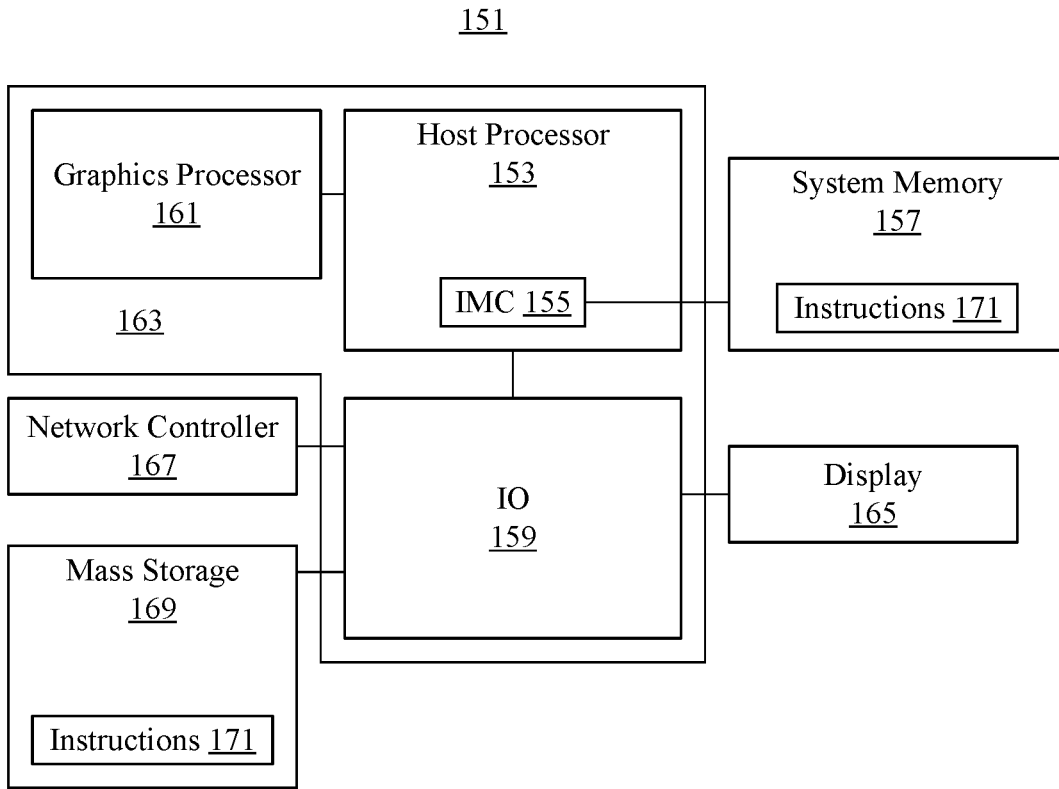 151
Graphics Processor
161
Host Processor
153
IMC 155
163
System Memory
157
Instructions 171
Network Controller
167
IO
159
Display
165
Mass Storage
169
Instructions 171